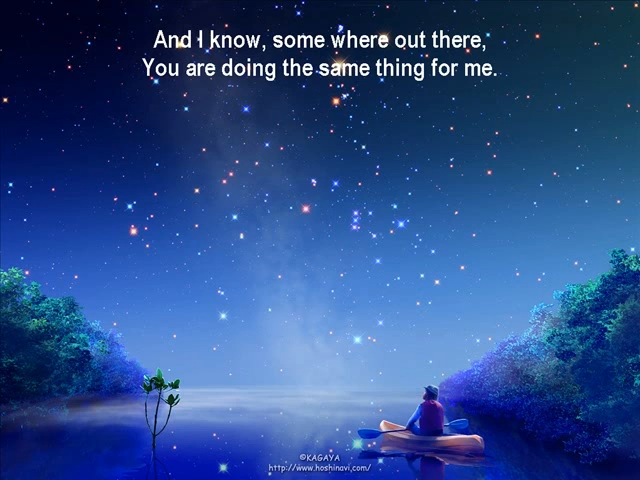 And I know, some where out there,
You are doing the same thing for me.
©KAGAYA
http://www.hoshinavi.com/